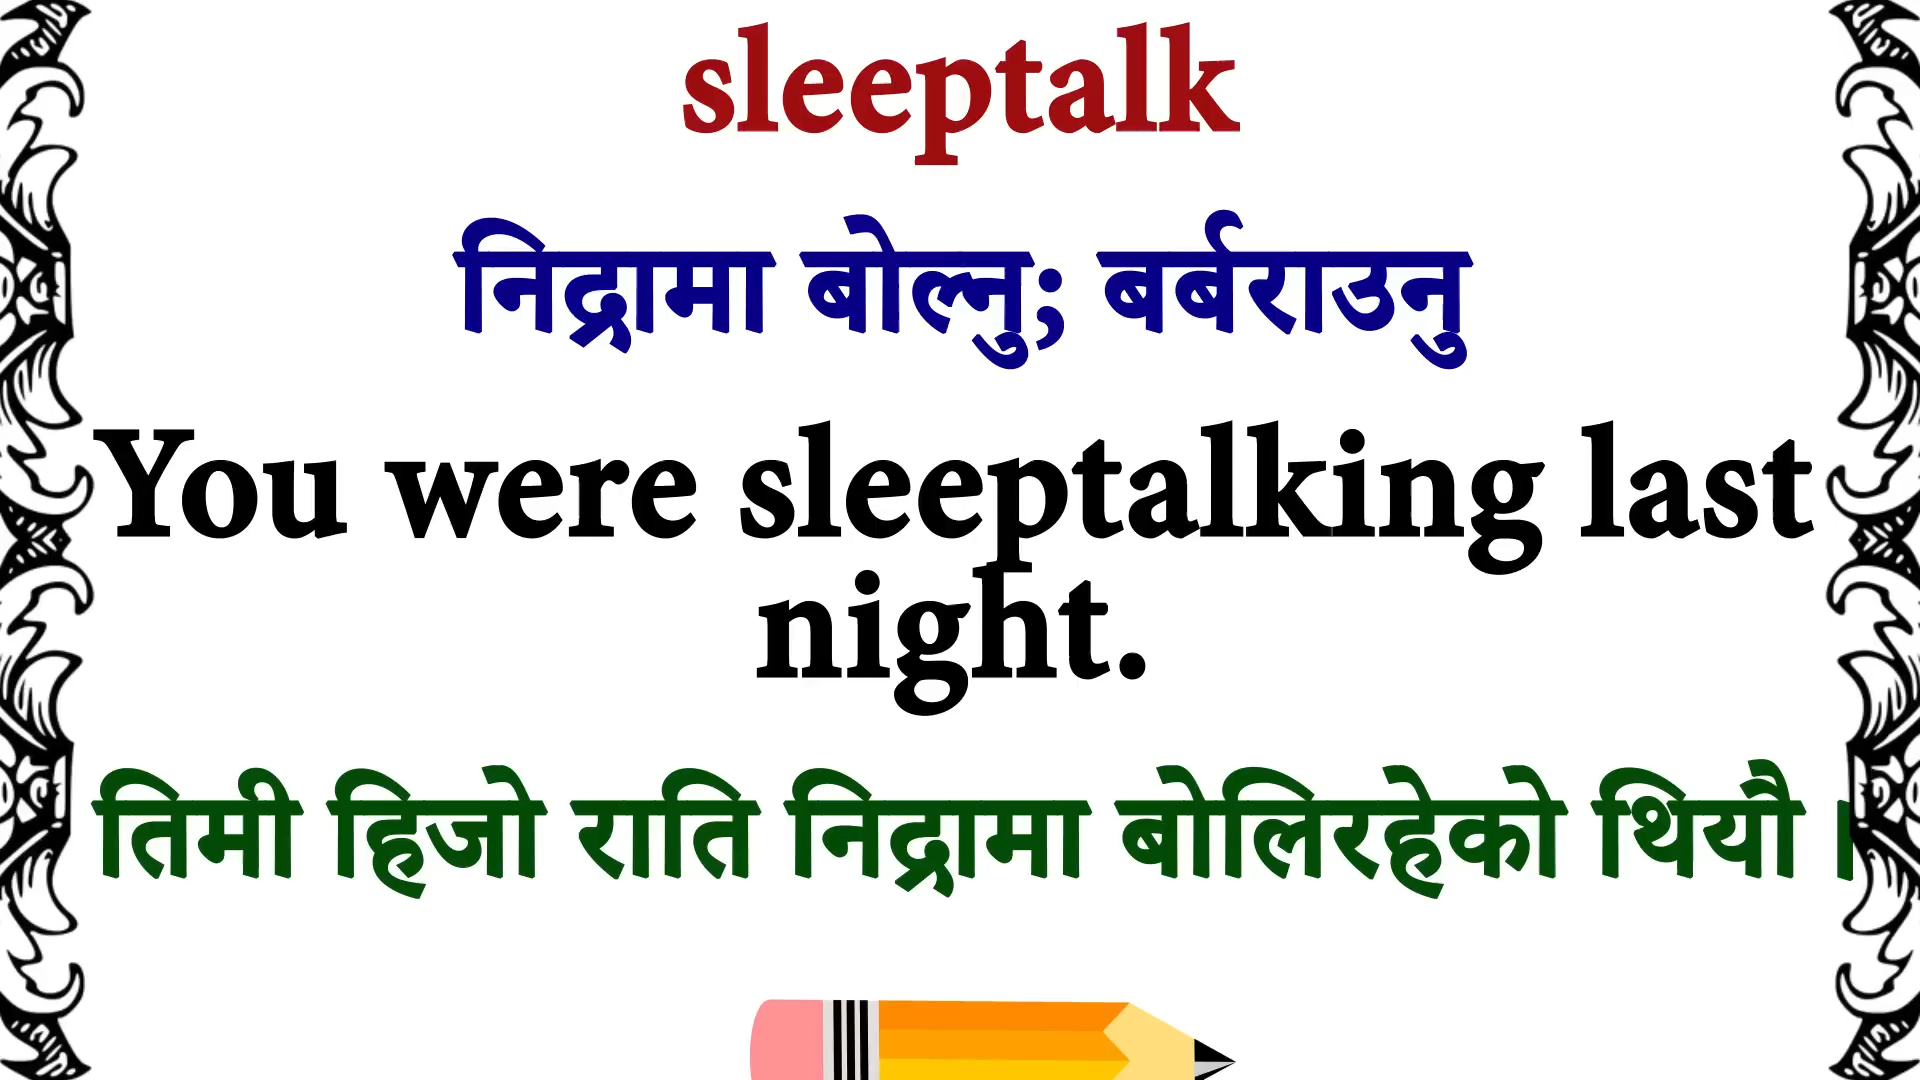 sleeptalk
निद्रामा बोल्नु; बर्बराउनु
You were sleeptalking last
night.
तिमी हिजो राति निद्रामा बोलिरहेको थियौ ।